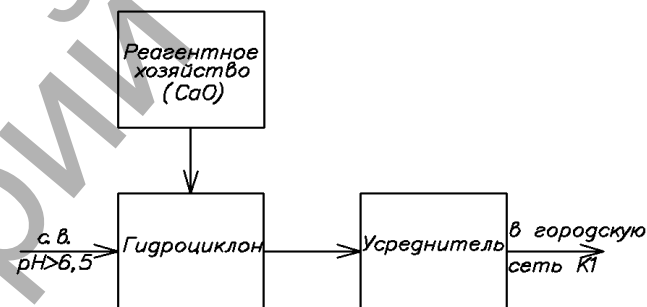 Реагентное
хозяйство
(CaO)
с. в.
pH>6,5
Гидроциклон
Усреднитель
в городскую
сеть К1